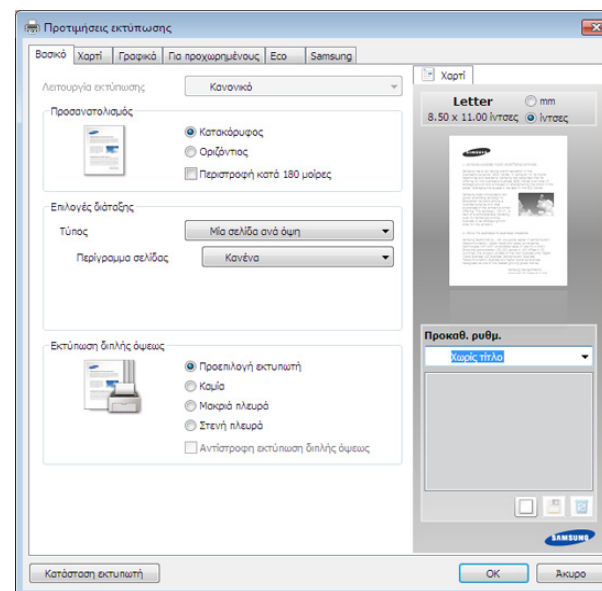 Προτιμήσεις εκτύπωσης
Βασικό Χαρτί Γραφικά Για προχωρημένους Eco Samsung
Λειτουργία εκτύπωσης Κανονικό
Προσανατολισμός
Κατακόρυφος
Οριζόντιος
Περιστροφή κατά 180 μοίρες
Επιλογές διάταξης
Τύπος Μία σελίδα ανά όψη
Περίγραμμα σελίδας Κανένα
Εκτύπωση διπλής όψεως
Προεπιλογή εκτυπωτή
Καμία
Μακριά πλευρά
Στενή πλευρά
Αντίστροφη εκτύπωση διπλής όψεως
Χαρτί
Letter mm
8.50 x 11.00 ίντσες ίντσες
SAMSUNG
Προκαθ. ρυθμ.
Χωρίς τίτλο
SAMSUNG
Κατάσταση εκτυπωτή OK Άκυρο